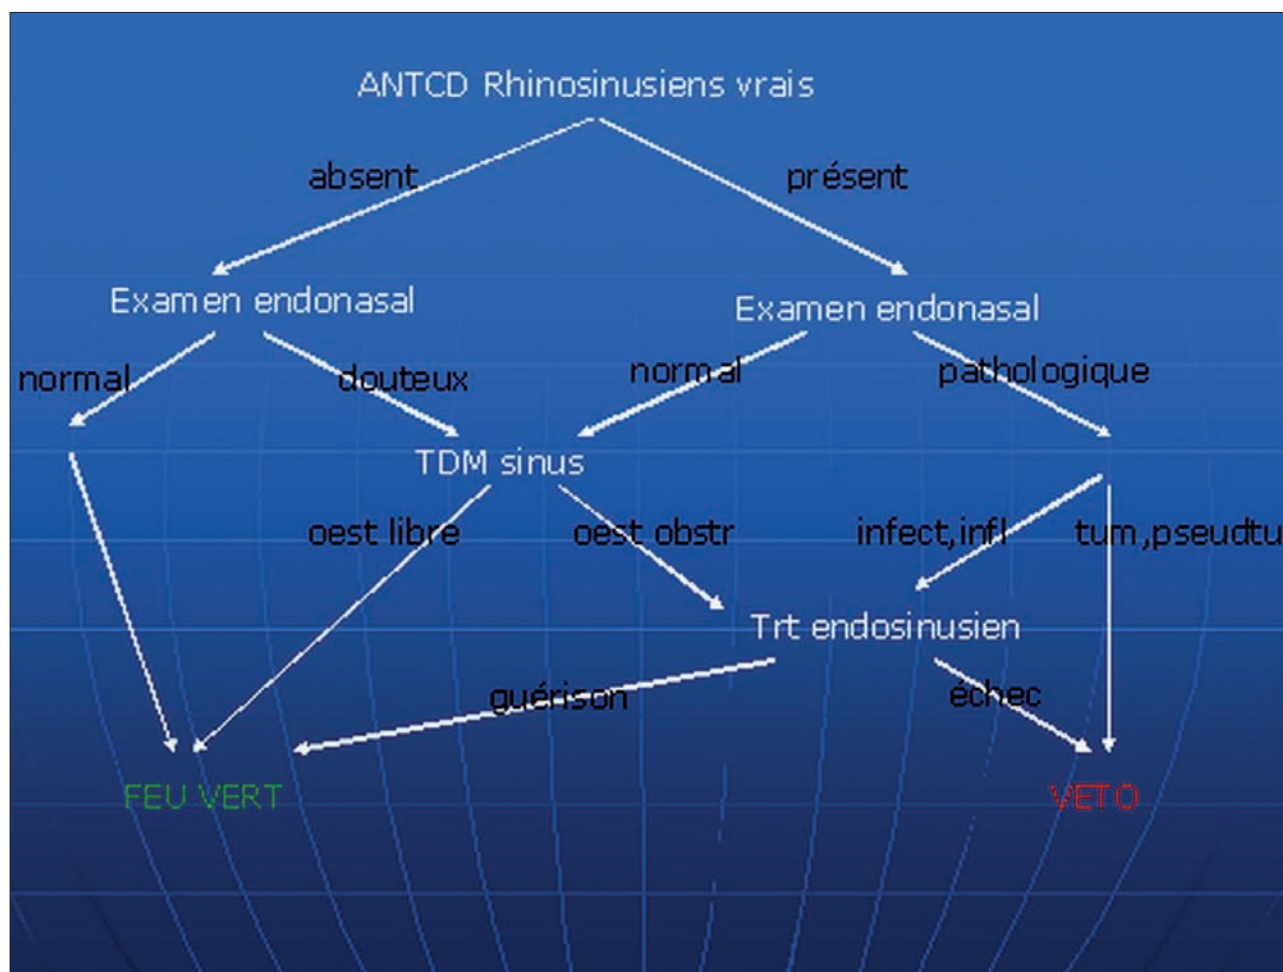 ANTCD Rhinosinusiens vrais
absent
présent
Examen endonasal
Examen endonasal
normal
douteux
normal
pathologique
TDM sinus
oest libre
oest obstr
infect,infl
tum,pseudtu
Trt endosinusien
guérison
échec
FEU VERT
VETO